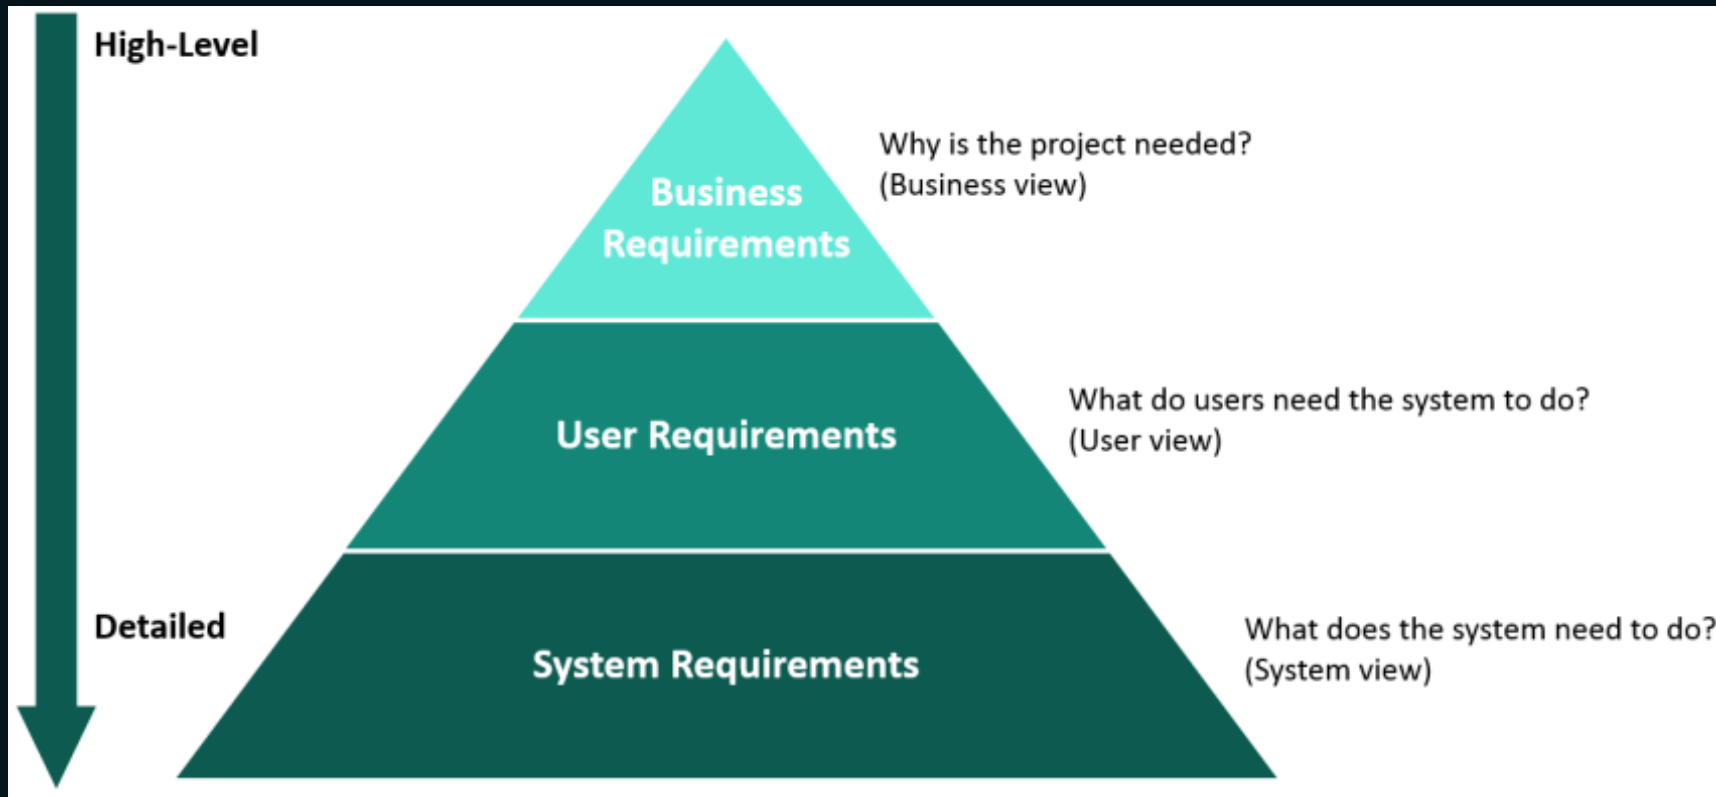 High-Level
Why is the project needed?
(Business view)
Business
Requirements
What do users need the system to do?
(User view)
User Requirements
Detailed
What does the system need to do?
(System view)
System Requirements